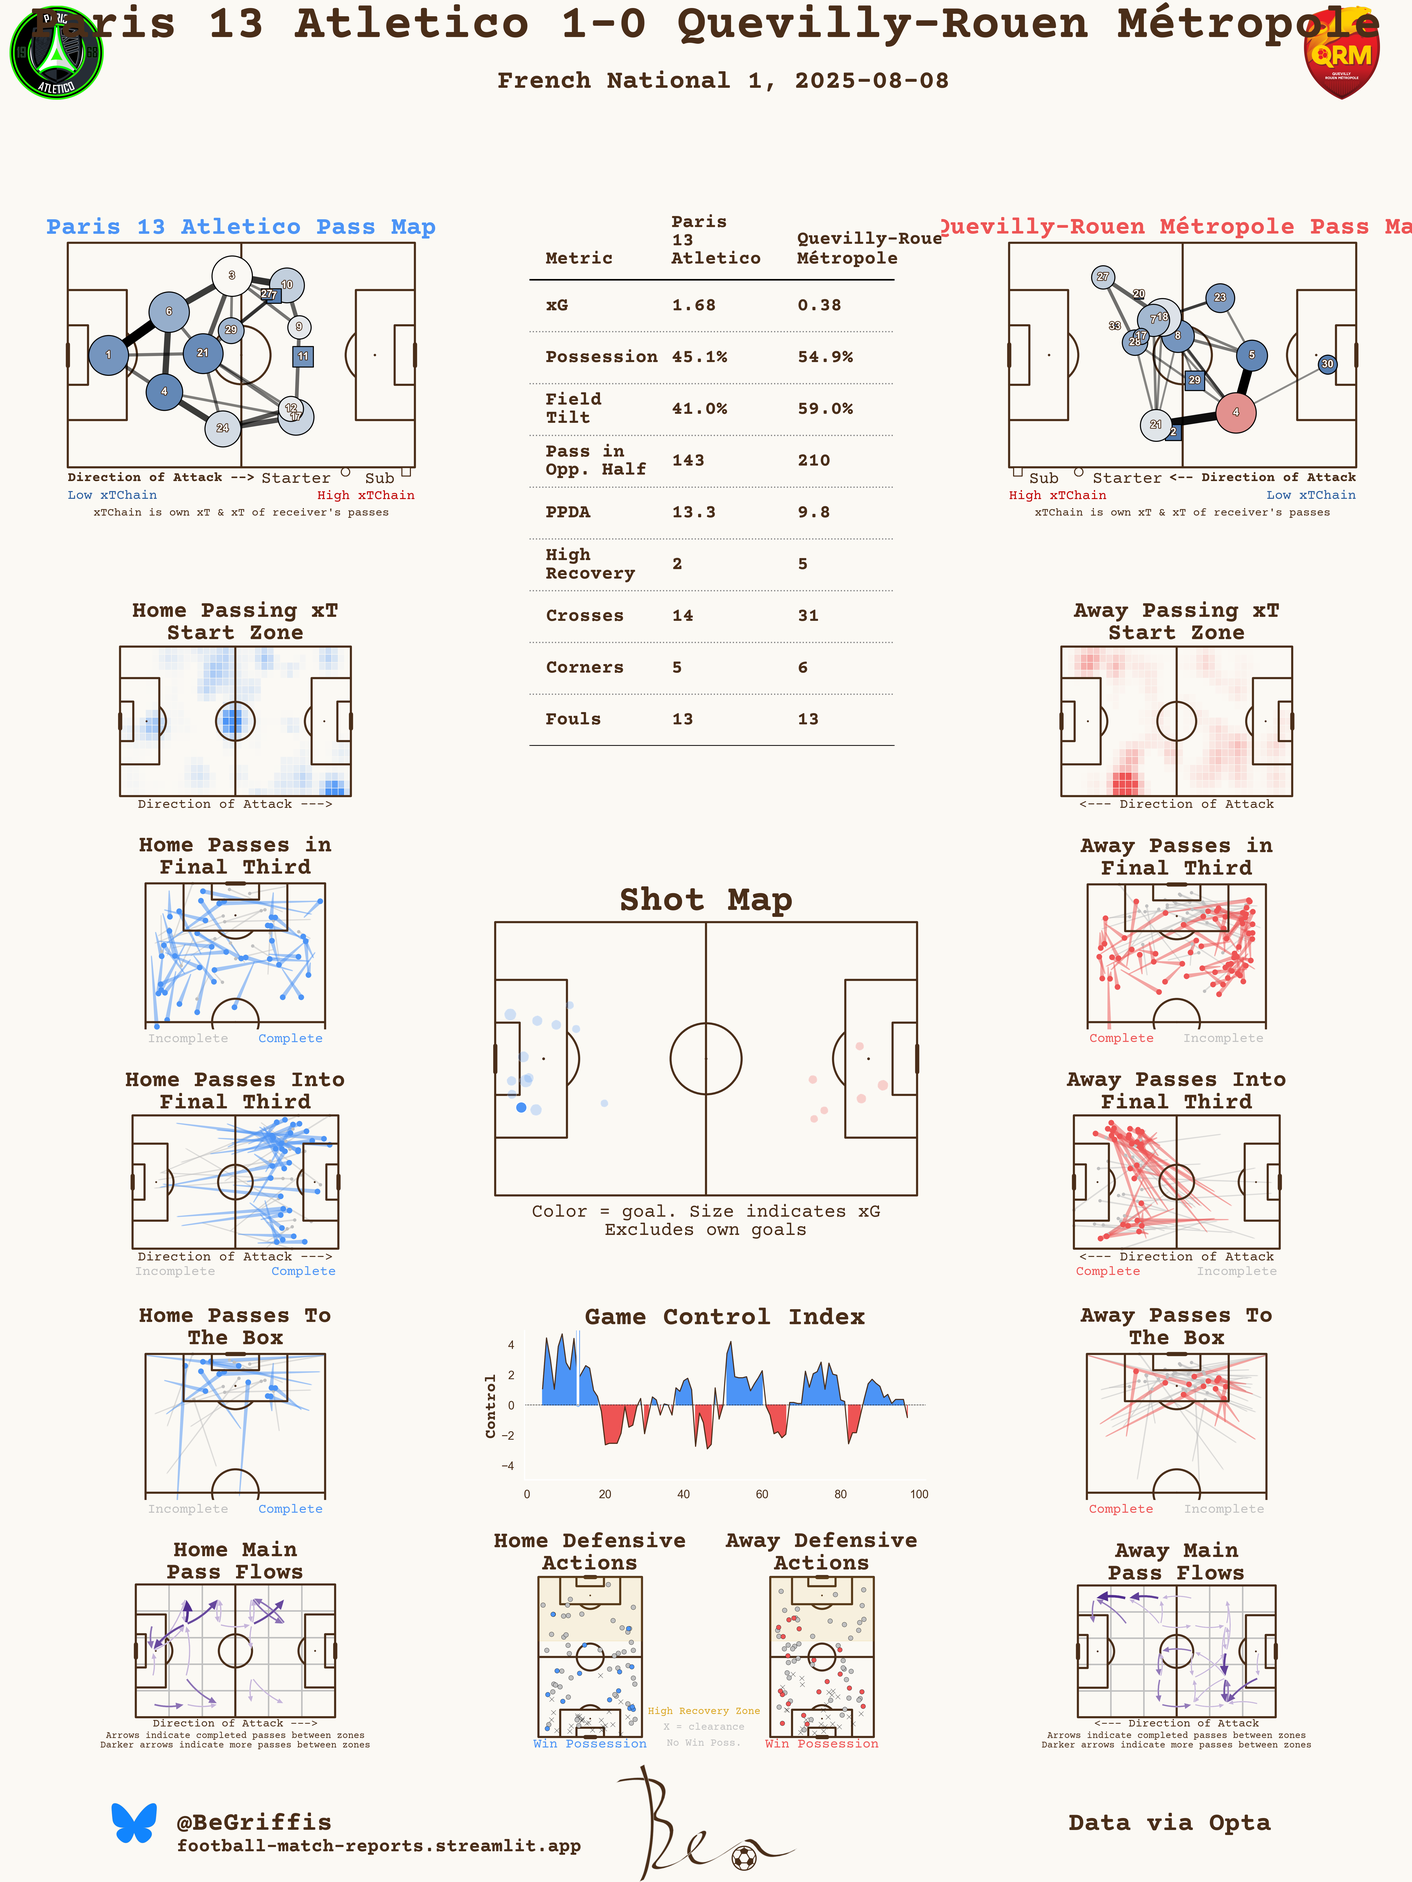 Paris 13 Atletico 1-0 Quevilly-Rouen Métropole
PARIS
19 68
ATLETICO
QRM
QUEVILLY
ROUEN MÉTROPOLE
French National 1, 2025-08-08
Paris 13 Atletico Pass Map
3
10
27
7
6
29
9
1
21
11
4
12
17
24
Direction of Attack --> Starter Sub
Low xTChain High xTChain
xTChain is own xT & xT of receiver's passes
Metric Paris 13 Atletico Quevilly-Roue Métropole
xG 1.68 0.38
Possession 45.1% 54.9%
Field Tilt 41.0% 59.0%
Pass in Opp. Half 143 210
PPDA 13.3 9.8
High Recovery 2 5
Crosses 14 31
Corners 5 6
Fouls 13 13
Quevilly-Rouen Métropole Pass Ma
27
20
23
7
18
33
17
28
8
5
30
29
4
21
2
Sub Starter <-- Direction of Attack
High xTChain Low xTChain
xTChain is own xT & xT of receiver's passes
Home Passing xT
Start Zone
Direction of Attack --->
Away Passing xT
Start Zone
<--- Direction of Attack
Home Passes in
Final Third
Incomplete Complete
Away Passes in
Final Third
Complete Incomplete
Shot Map
Color = goal. Size indicates xG
Excludes own goals
Home Passes Into
Final Third
Direction of Attack --->
Incomplete Complete
Away Passes Into
Final Third
<--- Direction of Attack
Complete Incomplete
Home Passes To
The Box
Incomplete Complete
Game Control Index
Control
4
2
0
−2
−4
0 20 40 60 80 100
Away Passes To
The Box
Complete Incomplete
Home Main
Pass Flows
Direction of Attack --->
Arrows indicate completed passes between zones
Darker arrows indicate more passes between zones
Home Defensive
Actions
Win Possession
Away Defensive
Actions
Win Possession
High Recovery Zone
X = clearance
No Win Poss.
Away Main
Pass Flows
<--- Direction of Attack
Arrows indicate completed passes between zones
Darker arrows indicate more passes between zones
@BeGriffis
football-match-reports.streamlit.app
Ben
Data via Opta